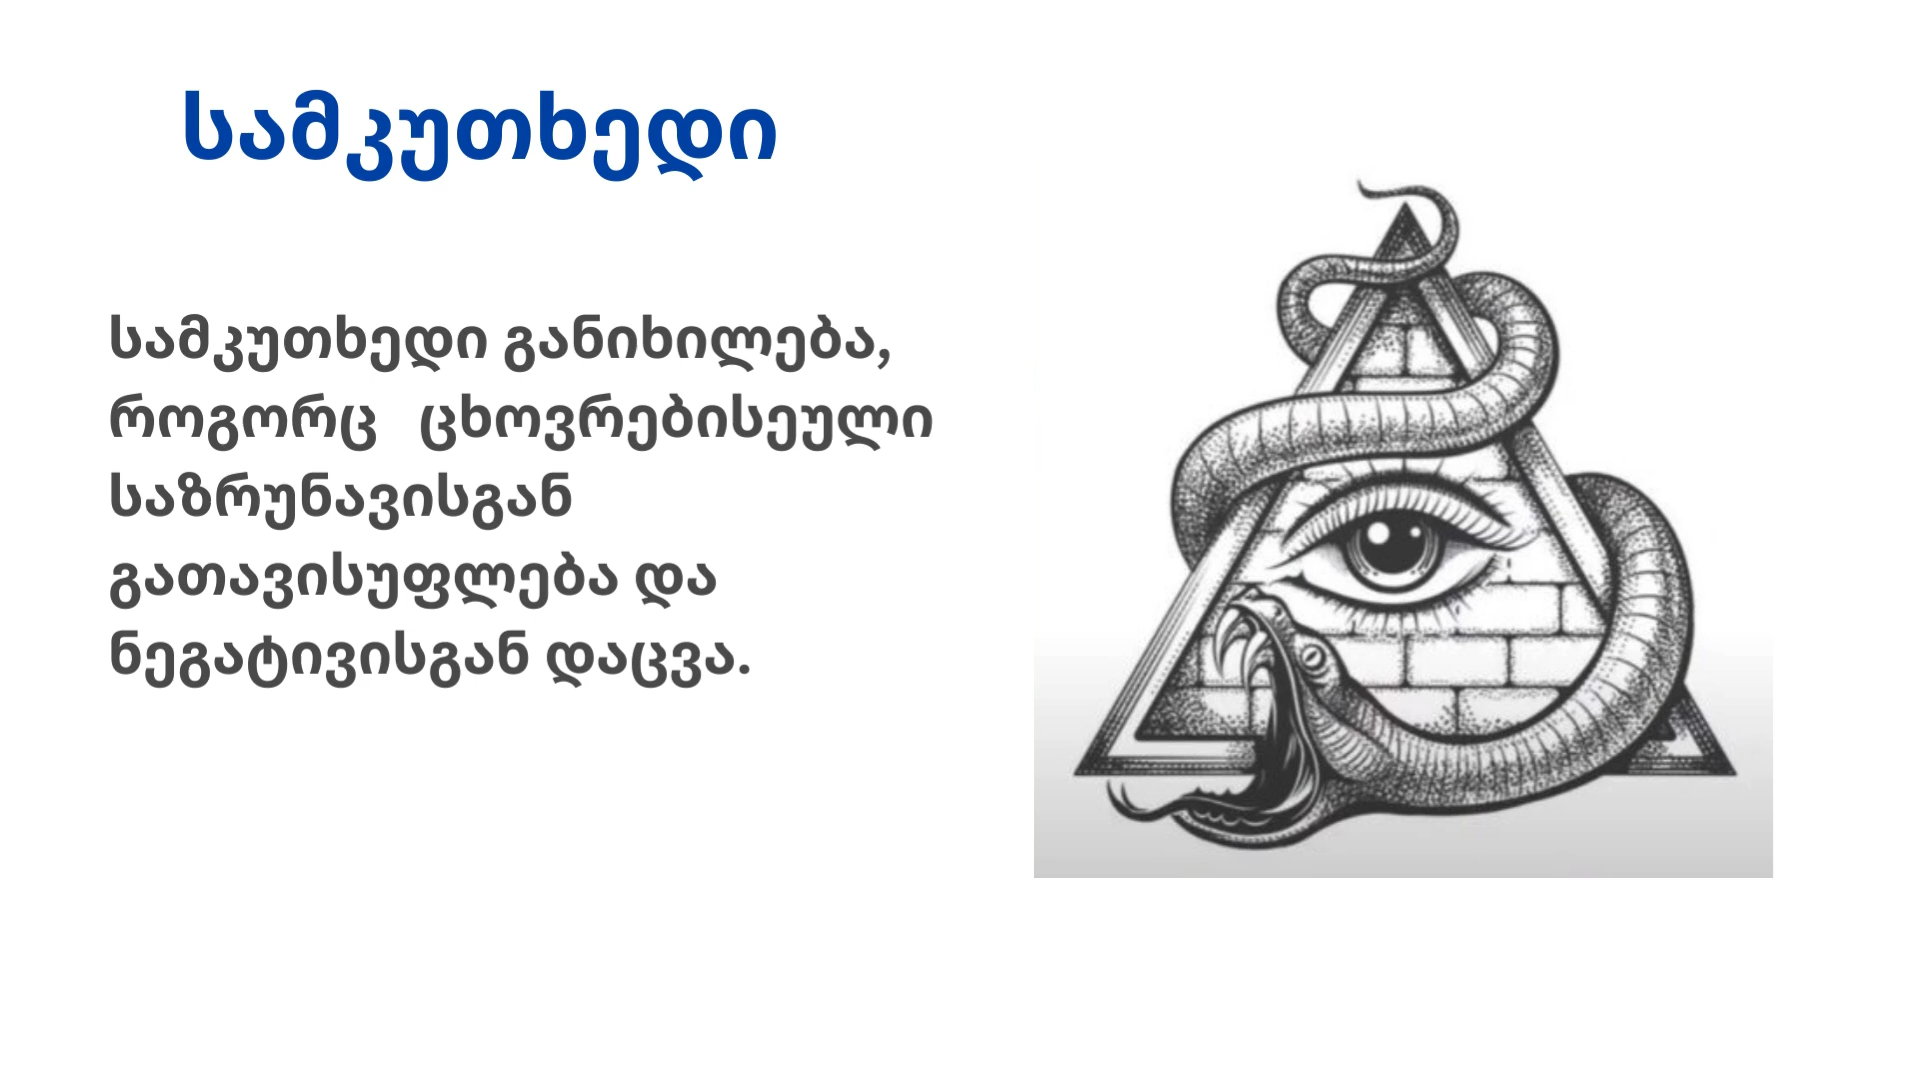 სამკუთხედი
სამკუთხედი განიხილება,
როგორც ცხოვრებისეული
საზრუნავისგან
გათავისუფლება და
ნეგატივისგან დაცვა.